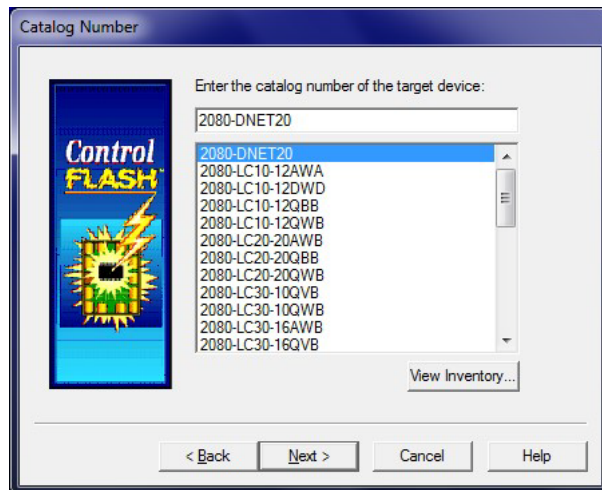 Catalog Number
Enter the catalog number of the target device:
2080-DNET20
Control
FLASH
2080-DNET20
2080-LC10-12AWA
2080-LC10-12DWD
2080-LC10-12QBB
2080-LC10-12QWB
2080-LC20-20AWB
2080-LC20-20QBB
2080-LC20-20QWB
2080-LC30-10QVB
2080-LC30-10QWB
2080-LC30-16AWB
2080-LC30-16QVB
View Inventory...
< Back
Next >
Cancel
Help